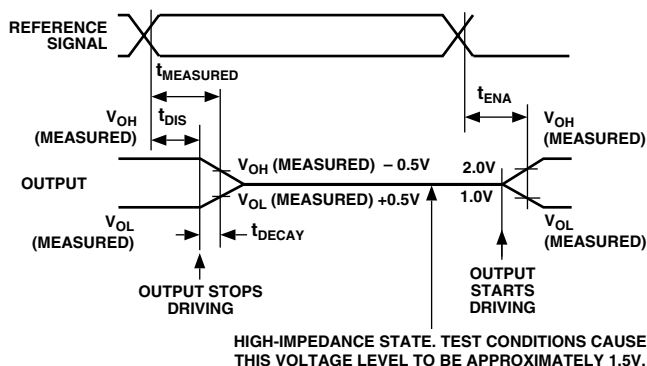 REFERENCE
SIGNAL
tMEASURED
tENA
VOH
(MEASURED)
tDIS
VOH
(MEASURED)
VOH (MEASURED) – 0.5V
2.0V
OUTPUT
VOL (MEASURED) +0.5V
1.0V
VOL
(MEASURED)
tDECAY
VOL
(MEASURED)
OUTPUT STOPS
DRIVING
OUTPUT
STARTS
DRIVING
HIGH-IMPEDANCE STATE. TEST CONDITIONS CAUSE
THIS VOLTAGE LEVEL TO BE APPROXIMATELY 1.5V.